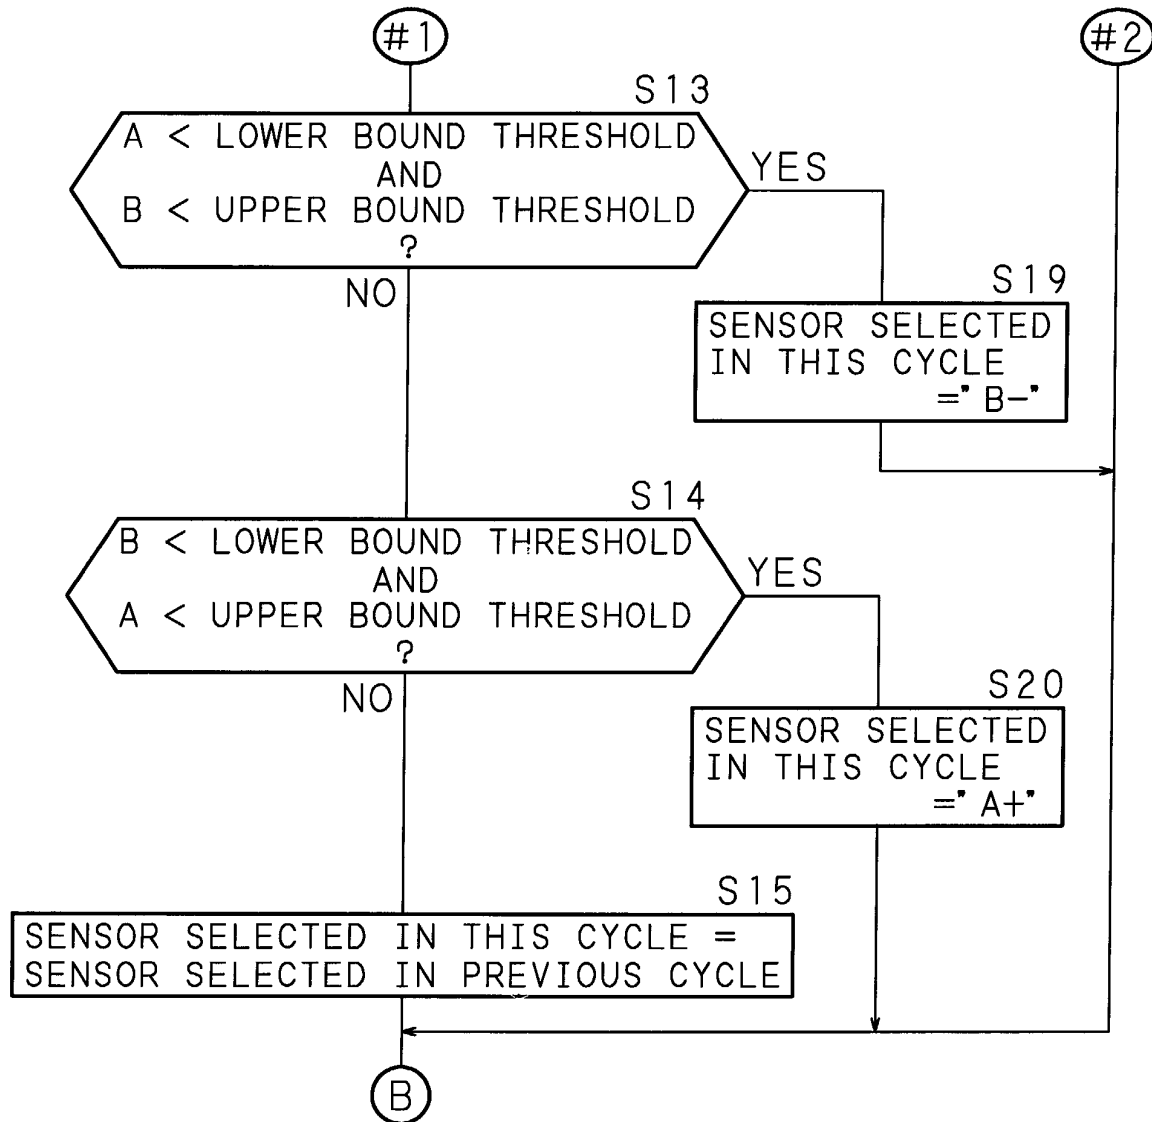 #1
#2
S13
A < LOWER BOUND THRESHOLD
AND
B < UPPER BOUND THRESHOLD
?
YES
NO
S19
SENSOR SELECTED
IN THIS CYCLE
="B-"
S14
B < LOWER BOUND THRESHOLD
AND
A < UPPER BOUND THRESHOLD
?
YES
NO
S20
SENSOR SELECTED
IN THIS CYCLE
="A+"
S15
SENSOR SELECTED IN THIS CYCLE =
SENSOR SELECTED IN PREVIOUS CYCLE
B